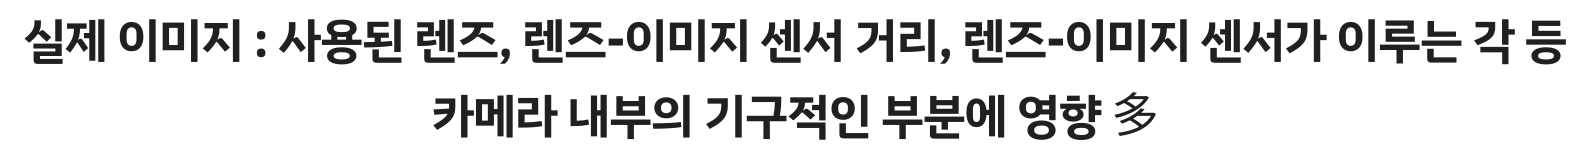 실제 이미지 : 사용된 렌즈, 렌즈-이미지 센서 거리, 렌즈-이미지 센서가 이루는 각 등
카메라 내부의 기구적인 부분에 영향 多